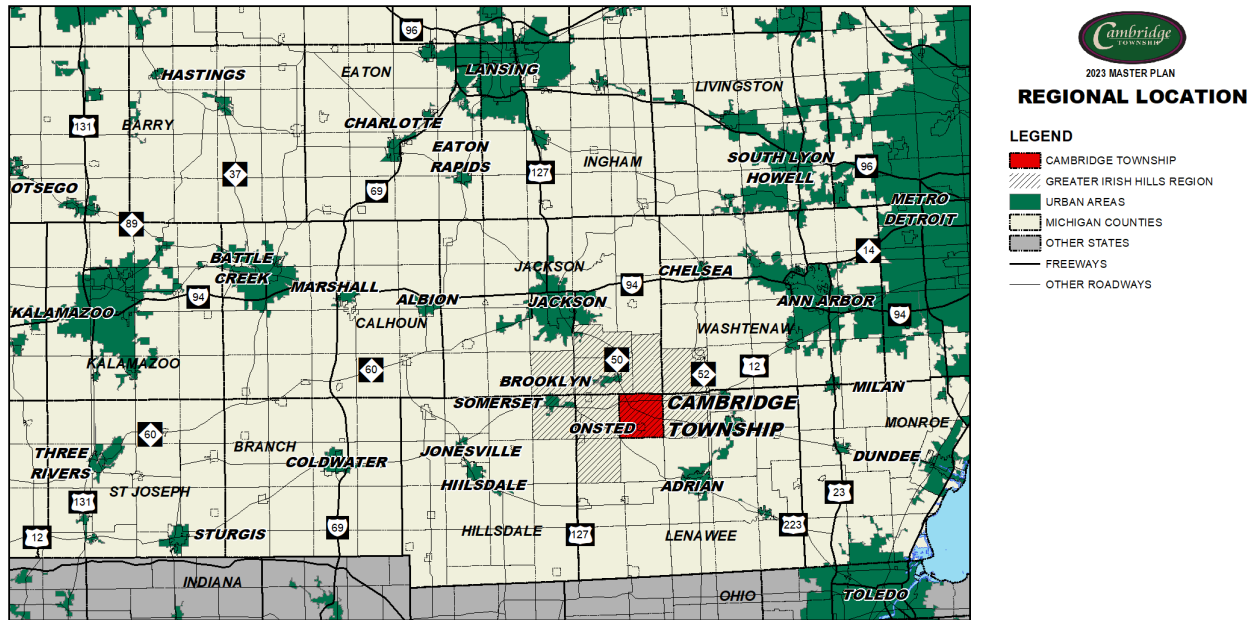 96
HASTINGS
EATON
LANSING
LIVINGSTON
131
BARRY
CHARLOTTE
EATON
RAPIDS
INGHAM
SOUTH LYON
HOWELL
96
37
69
127
OTSEGO
METRO
DETROIT
89
14
BATTLE
CREEK
JACKSON
CHELSEA
94
MARSHALL
ALBION
JACKSON
94
ANN ARBOR
KALAMAZOO
CALHOUN
WASHTENAW
94
KALAMAZOO
60
50
52
12
BROOKLYN
MILAN
SOMERSET
CAMBRIDGE
TOWNSHIP
ONSTED
MONROE
60
BRANCH
THREE
RIVERS
COLDWATER
JONESVILLE
DUNDEE
HIILSDALE
ADRIAN
ST JOSEPH
131
23
12
STURGIS
69
HILLSDALE
127
LENAWEE
223
INDIANA
OHIO
TOLEDO
Cambridge
TOWNSHIP
2023 MASTER PLAN
REGIONAL LOCATION
LEGEND
CAMBRIDGE TOWNSHIP
GREATER IRISH HILLS REGION
URBAN AREAS
MICHIGAN COUNTIES
OTHER STATES
FREEWAYS
OTHER ROADWAYS